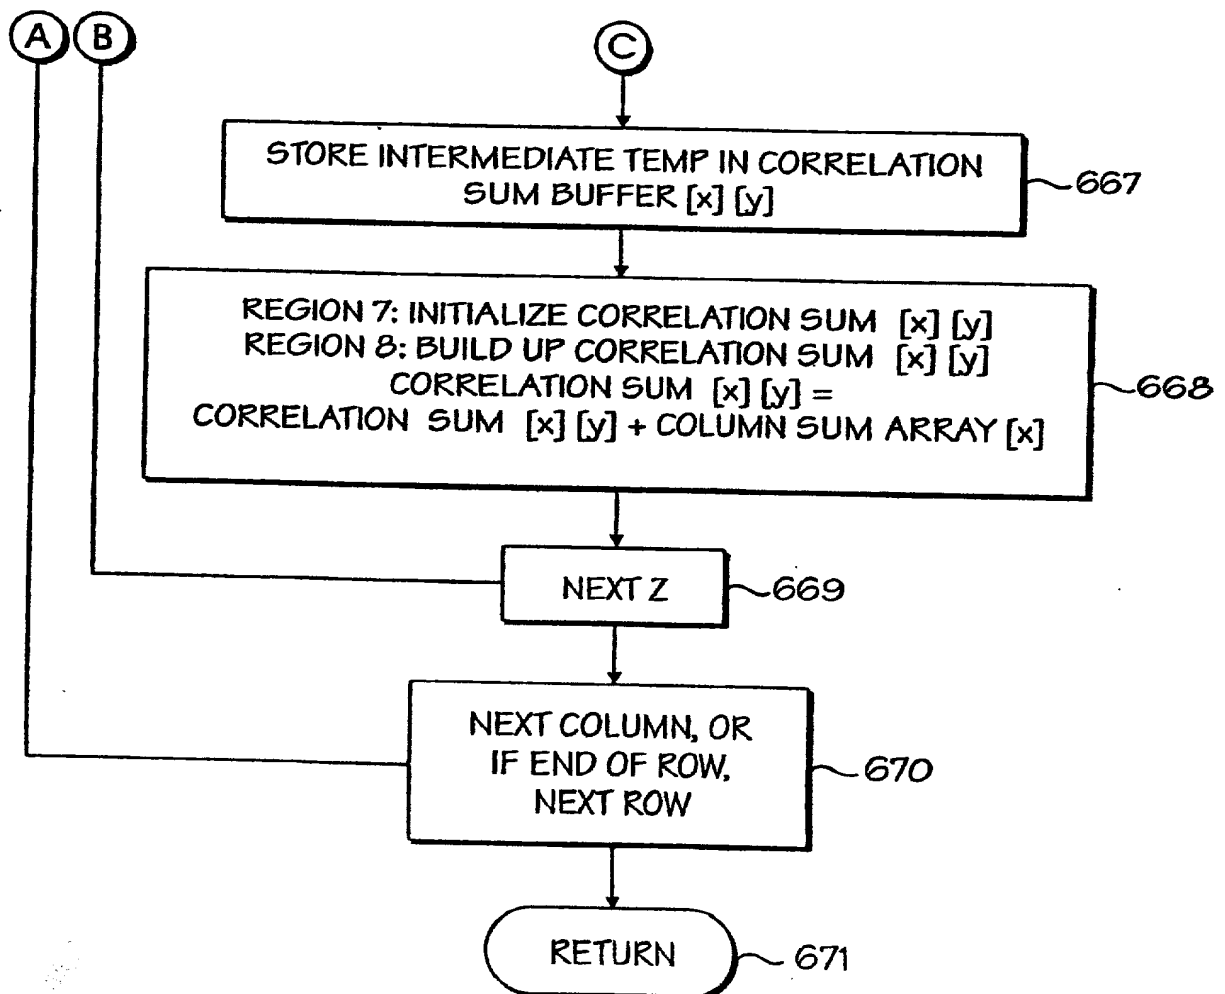 A B C
STORE INTERMEDIATE TEMP IN CORRELATION
SUM BUFFER [x] [y]
667
REGION 7: INITIALIZE CORRELATION SUM [x] [y]
REGION 8: BUILD UP CORRELATION SUM [x] [y]
CORRELATION SUM [x] [y] =
CORRELATION SUM [x] [y] + COLUMN SUM ARRAY [x]
668
NEXT Z
669
NEXT COLUMN, OR
IF END OF ROW,
NEXT ROW
670
RETURN
671